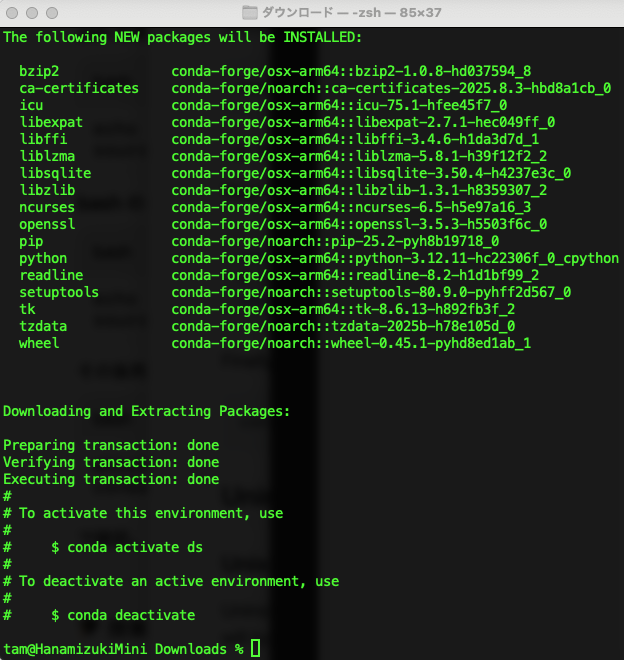 ダウンロード — -zsh — 85×37
The following NEW packages will be INSTALLED:
bzip2 conda-forge/osx-arm64::bzip2-1.0.8-hd037594_8
ca-certificates conda-forge/noarch::ca-certificates-2025.8.3-hbd8a1cb_0
icu conda-forge/osx-arm64::icu-75.1-hfee45f7_0
libexpat conda-forge/osx-arm64::libexpat-2.7.1-hec049ff_0
libffi conda-forge/osx-arm64::libffi-3.4.6-h1da3d7d_1
liblzma conda-forge/osx-arm64::liblzma-5.8.1-h39f12f2_2
libsqlite conda-forge/osx-arm64::libsqlite-3.50.4-h4237e3c_0
libzlib conda-forge/osx-arm64::libzlib-1.3.1-h8359307_2
ncurses conda-forge/osx-arm64::ncurses-6.5-h5e97a16_3
openssl conda-forge/osx-arm64::openssl-3.5.3-h5503f6c_0
pip conda-forge/noarch::pip-25.2-pyh8b19718_0
python conda-forge/osx-arm64::python-3.12.11-hc22306f_0_cpython
readline conda-forge/osx-arm64::readline-8.2-h1d1bf99_2
setuptools conda-forge/noarch::setuptools-80.9.0-pyhff2d567_0
tk conda-forge/osx-arm64::tk-8.6.13-h892fb3f_2
tzdata conda-forge/noarch::tzdata-2025b-h78e105d_0
wheel conda-forge/noarch::wheel-0.45.1-pyhd8ed1ab_1
Downloading and Extracting Packages:
Preparing transaction: done
Verifying transaction: done
Executing transaction: done
#
# To activate this environment, use
#
#     $ conda activate ds
#
# To deactivate an active environment, use
#
#     $ conda deactivate
tam@HanamizukiMini Downloads %